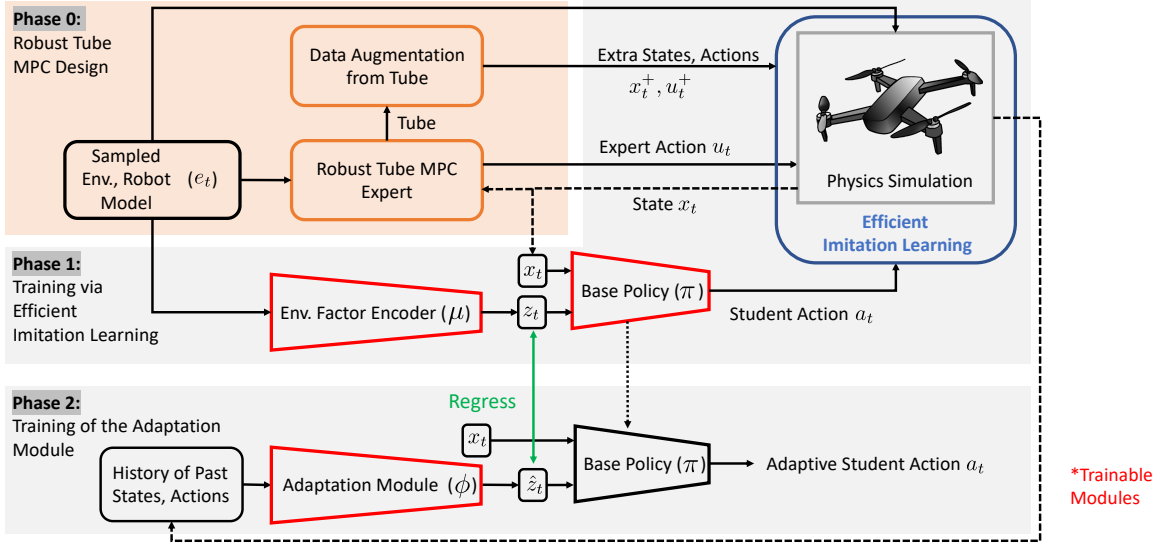 Phase 0:
Robust Tube
MPC Design
Data Augmentation
from Tube
Tube
Sampled
Env., Robot (e_t)
Model
Robust Tube MPC
Expert
Extra States, Actions
x_t^+, u_t^+
Expert Action u_t
State x_t
Physics Simulation
Efficient
Imitation Learning
Phase 1:
Training via
Efficient
Imitation Learning
Env. Factor Encoder (μ)
x_t
z_t
Base Policy (π)
Student Action a_t
Phase 2:
Training of the Adaptation
Module
Regress
History of Past
States, Actions
Adaptation Module (ϕ)
x_t
ẑ_t
Base Policy (π)
Adaptive Student Action a_t
*Trainable
Modules